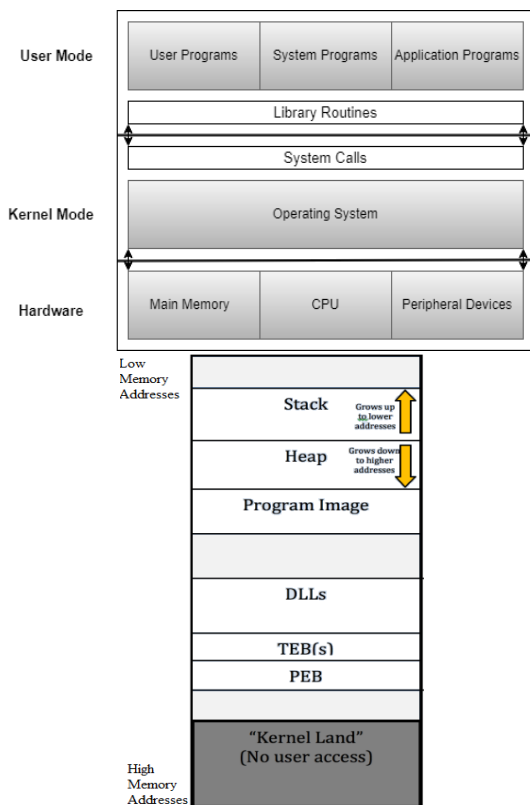 User Mode
User Programs
System Programs
Application Programs
Library Routines
System Calls
Kernel Mode
Operating System
Hardware
Main Memory
CPU
Peripheral Devices
Low
Memory
Addresses
Stack
Grows up
to lower
addresses
Heap
Grows down
to higher
addresses
Program Image
DLLs
TEB(s)
PEB
"Kernel Land"
(No user access)
High
Memory
Addresses